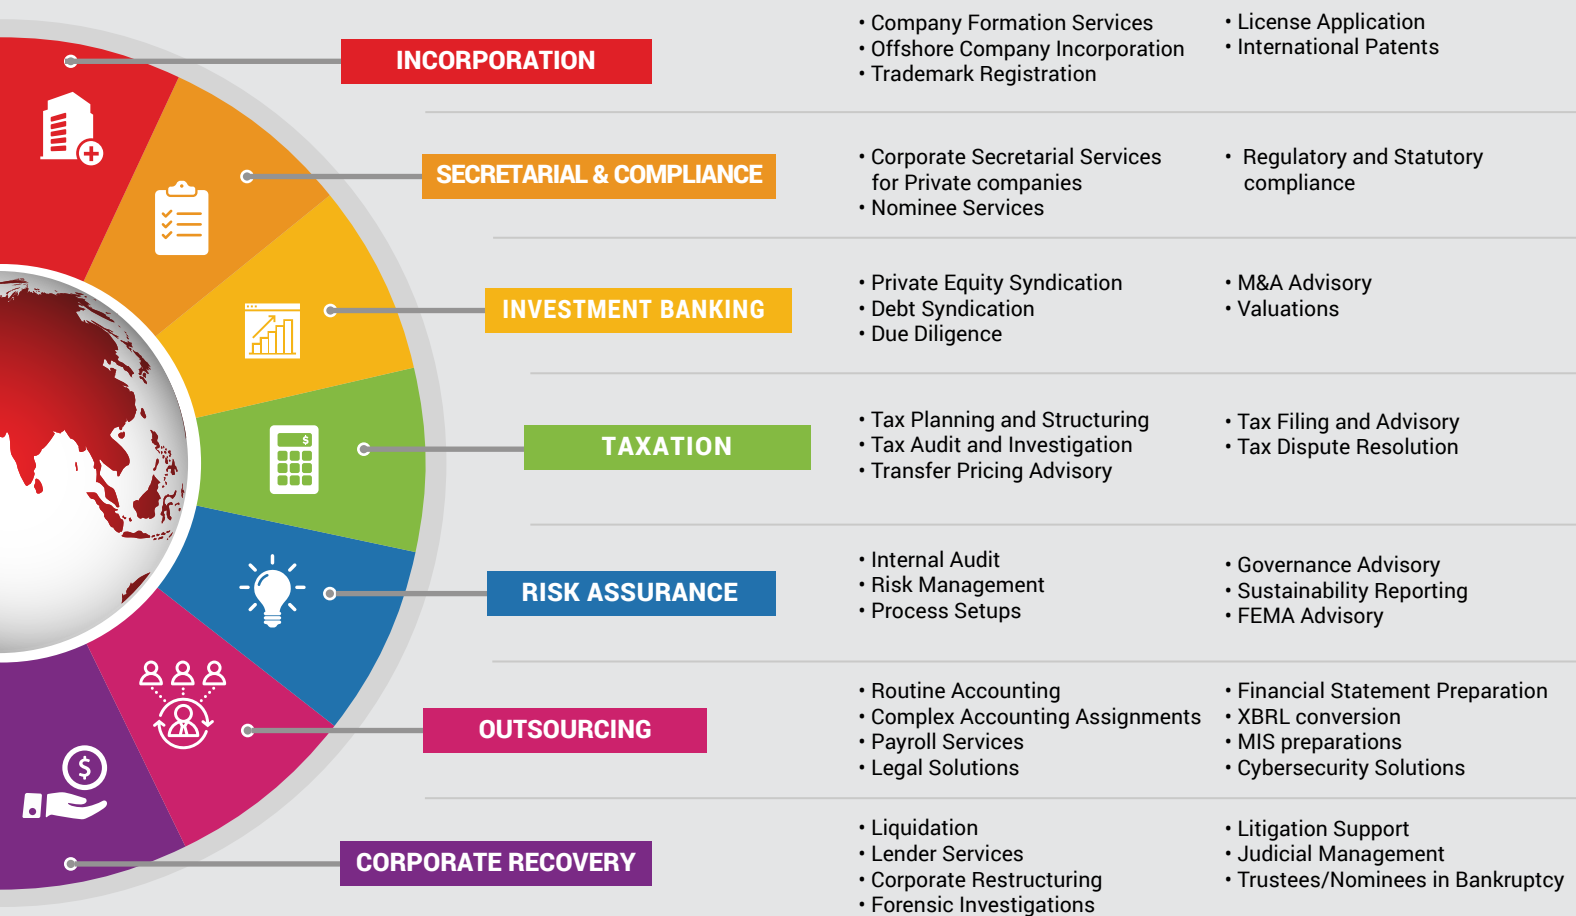 INCORPORATION
• Company Formation Services
• Offshore Company Incorporation
• Trademark Registration
• License Application
• International Patents
SECRETARIAL & COMPLIANCE
• Corporate Secretarial Services
for Private companies
• Nominee Services
• Regulatory and Statutory
compliance
INVESTMENT BANKING
• Private Equity Syndication
• Debt Syndication
• Due Diligence
• M&A Advisory
• Valuations
$
TAXATION
• Tax Planning and Structuring
• Tax Audit and Investigation
• Transfer Pricing Advisory
• Tax Filing and Advisory
• Tax Dispute Resolution
RISK ASSURANCE
• Internal Audit
• Risk Management
• Process Setups
• Governance Advisory
• Sustainability Reporting
• FEMA Advisory
OUTSOURCING
• Routine Accounting
• Complex Accounting Assignments
• Payroll Services
• Legal Solutions
• Financial Statement Preparation
• XBRL conversion
• MIS preparations
• Cybersecurity Solutions
$
CORPORATE RECOVERY
• Liquidation
• Lender Services
• Corporate Restructuring
• Forensic Investigations
• Litigation Support
• Judicial Management
• Trustees/Nominees in Bankruptcy